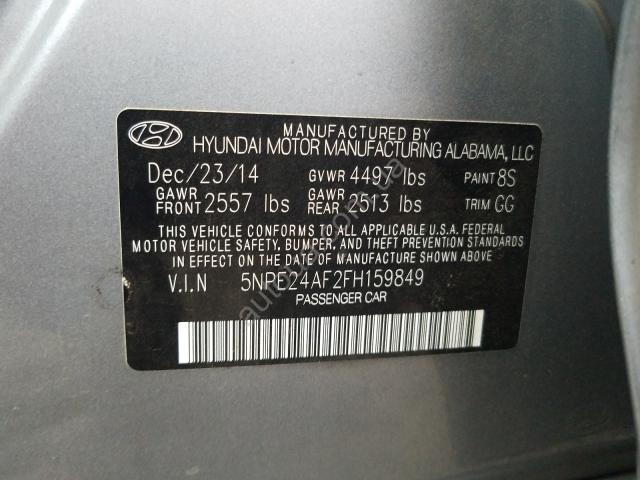 MANUFACTURED BY
HYUNDAI MOTOR MANUFACTURING ALABAMA, LLC
Dec/23/14 GVWR 4497 lbs PAINT 8S
GAWR FRONT 2557 lbs GAWR REAR 2513 lbs TRIM GG
THIS VEHICLE CONFORMS TO ALL APPLICABLE U.S.A. FEDERAL
MOTOR VEHICLE SAFETY, BUMPER, AND THEFT PREVENTION STANDARDS
IN EFFECT ON THE DATE OF MANUFACTURE SHOWN ABOVE.
V.I.N 5NPE24AF2FH159849
PASSENGER CAR